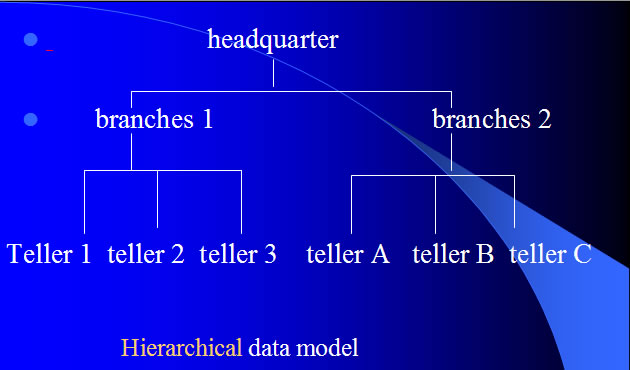 headquarter
branches 1 branches 2
Teller 1 teller 2 teller 3 teller A teller B teller C
Hierarchical data model